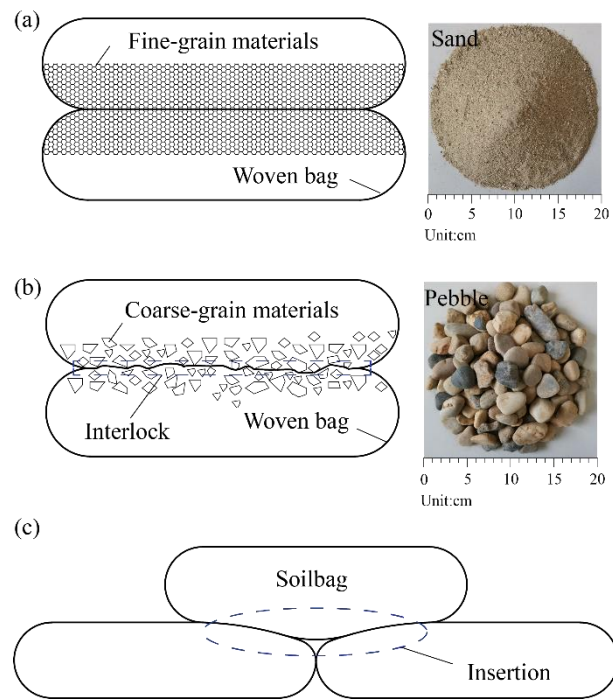 (a)
Fine-grain materials
Woven bag
Sand
0 5 10 15 20
Unit:cm
(b)
Coarse-grain materials
Interlock
Woven bag
Pebble
0 5 10 15 20
Unit:cm
(c)
Soilbag
Insertion